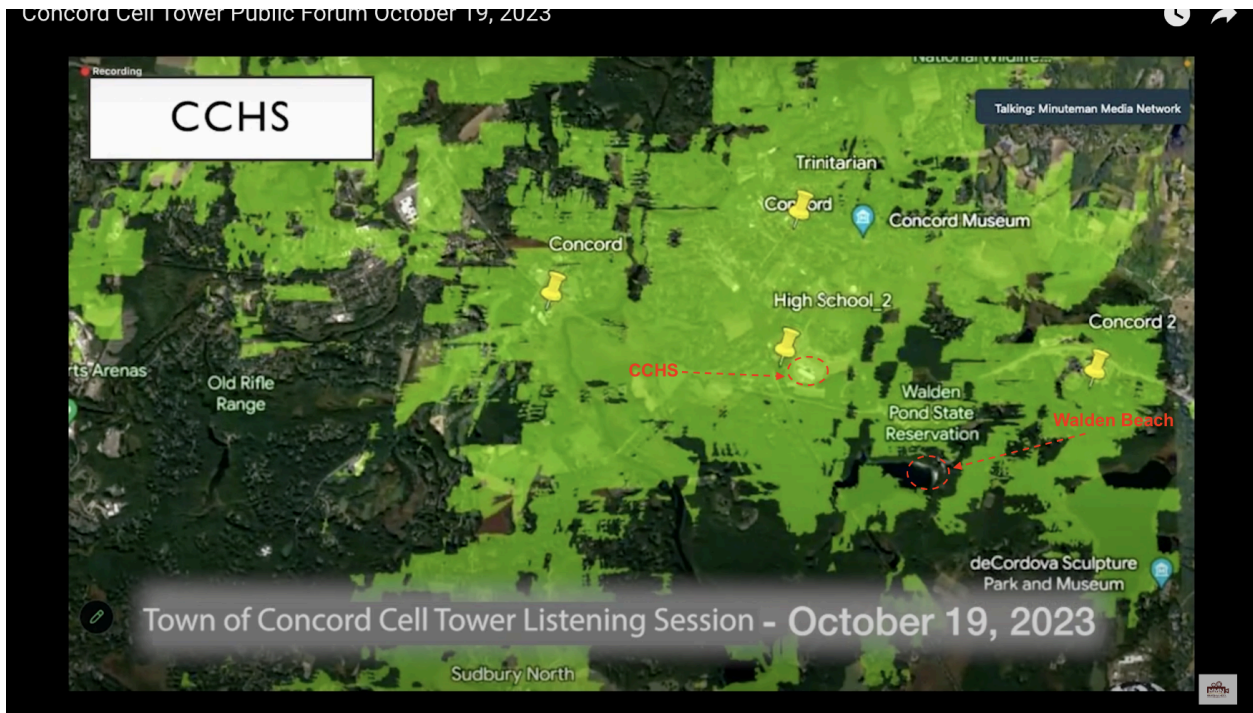 Concord Cell Tower Public Forum October 19, 2023
Recording
CCHS
National Wildlife...
Talking: Minuteman Media Network
Trinitarian
Concord
Concord Museum
Concord
High School_2
Concord 2
CCHS
rts Arenas
Old Rifle
Range
Walden
Pond State
Reservation
Walden Beach
deCordova Sculpture
Park and Museum
Town of Concord Cell Tower Listening Session - October 19, 2023
Sudbury North